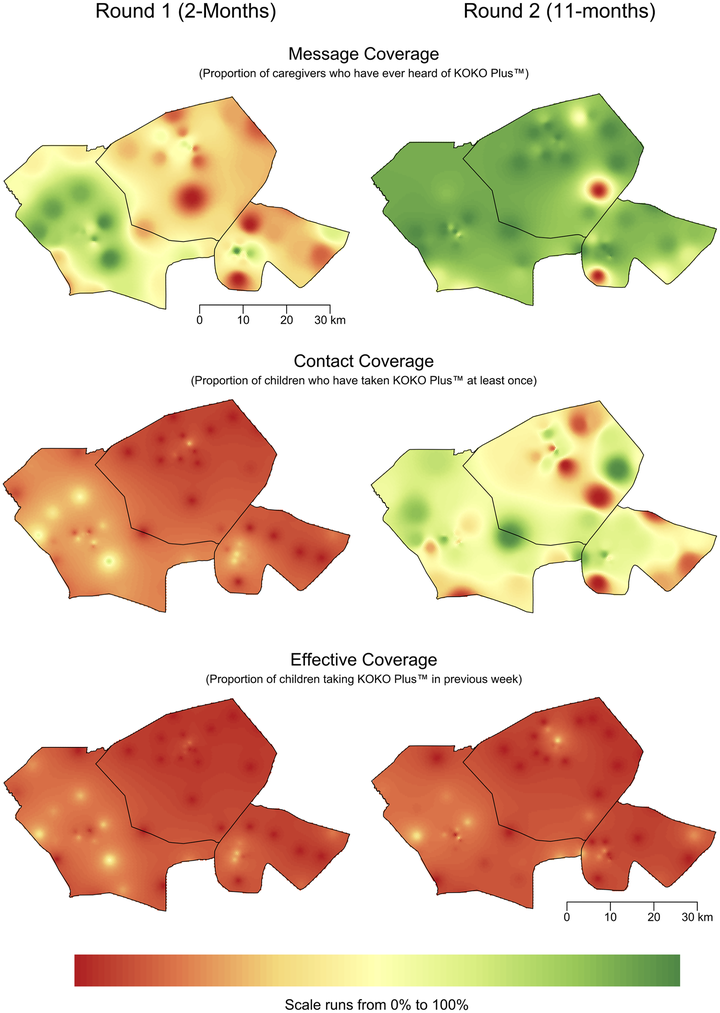 Round 1 (2-Months)
Round 2 (11-months)
Message Coverage
(Proportion of caregivers who have ever heard of KOKO Plus™)
0 10 20 30 km
Contact Coverage
(Proportion of children who have taken KOKO Plus™ at least once)
Effective Coverage
(Proportion of children taking KOKO Plus™ in previous week)
0 10 20 30 km
Scale runs from 0% to 100%